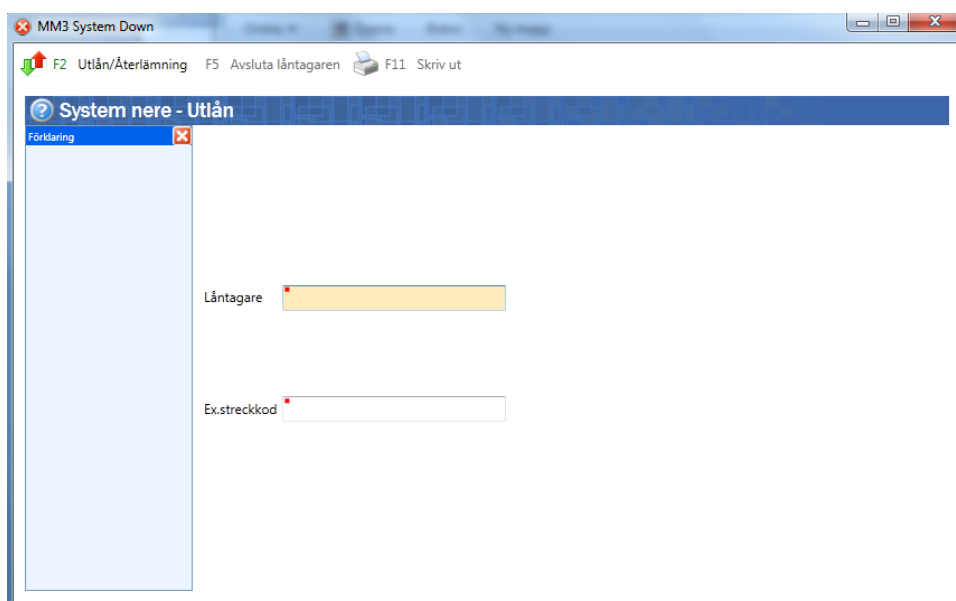 MM3 System Down
F2 Utlån/Återlämning F5 Avsluta låntagaren F11 Skriv ut
System nere - Utlån
Förklaring
Låntagare
Ex.streckkod